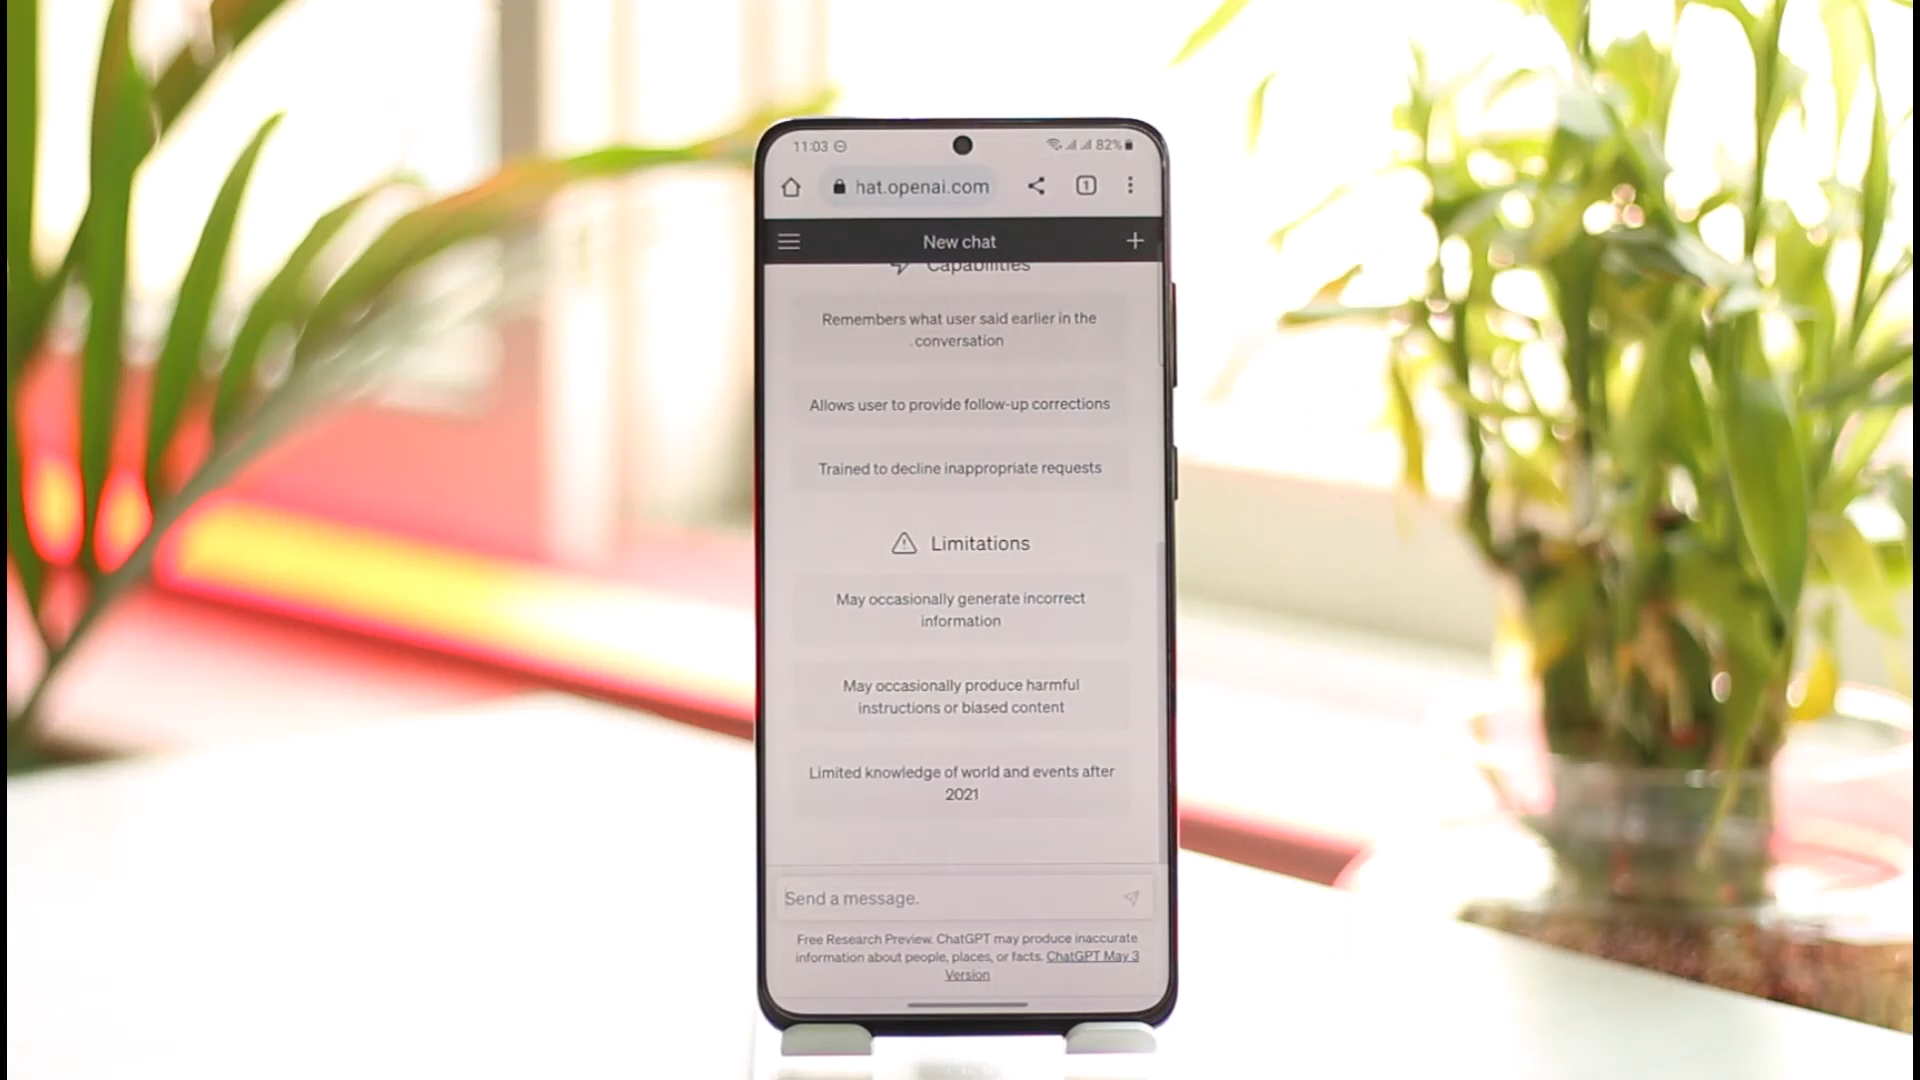 11:03 82%
hat.openai.com 1
New chat
Capabilities
Remembers what user said earlier in the
conversation
Allows user to provide follow-up corrections
Trained to decline inappropriate requests
Limitations
May occasionally generate incorrect
information
May occasionally produce harmful
instructions or biased content
Limited knowledge of world and events after
2021
Send a message.
Free Research Preview. ChatGPT may produce inaccurate
information about people, places, or facts. ChatGPT May 3
Version